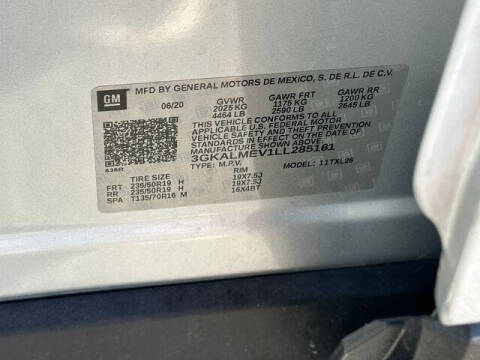 MFD BY GENERAL MOTORS DE MEXICO, S. DE R.L. DE C.V.
GM
06/20 GVWR GAWR FRT GAWR RR
2025 KG 1175 KG 1200 KG
4464 LB 2590 LB 2645 LB
THIS VEHICLE CONFORMS TO ALL
APPLICABLE U.S. FEDERAL MOTOR
VEHICLE SAFETY AND THEFT PREVENTION
STANDARDS IN EFFECT ON THE DATE OF
MANUFACTURE SHOWN ABOVE.
3GKALMEV1LL285181
TYPE: M.P.V. MODEL: 11TXL26
TIRE SIZE RIM
FRT 235/50R19 H 19X7.5J
RR 235/50R19 H 19X7.5J
SPA T135/70R16 M 16X4BT